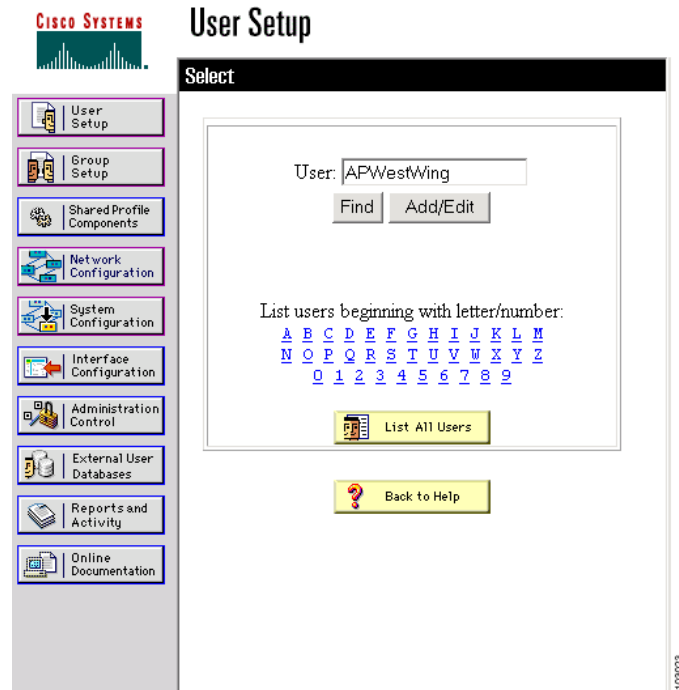 CISCO SYSTEMS
User Setup
Select
User
Setup
Group
Setup
Shared Profile
Components
Network
Configuration
System
Configuration
Interface
Configuration
Administration
Control
External User
Databases
Reports and
Activity
Online
Documentation
User: APWestWing
Find Add/Edit
List users beginning with letter/number:
A B C D E F G H I J K L M
N O P Q R S T U V W X Y Z
0 1 2 3 4 5 6 7 8 9
List All Users
Back to Help